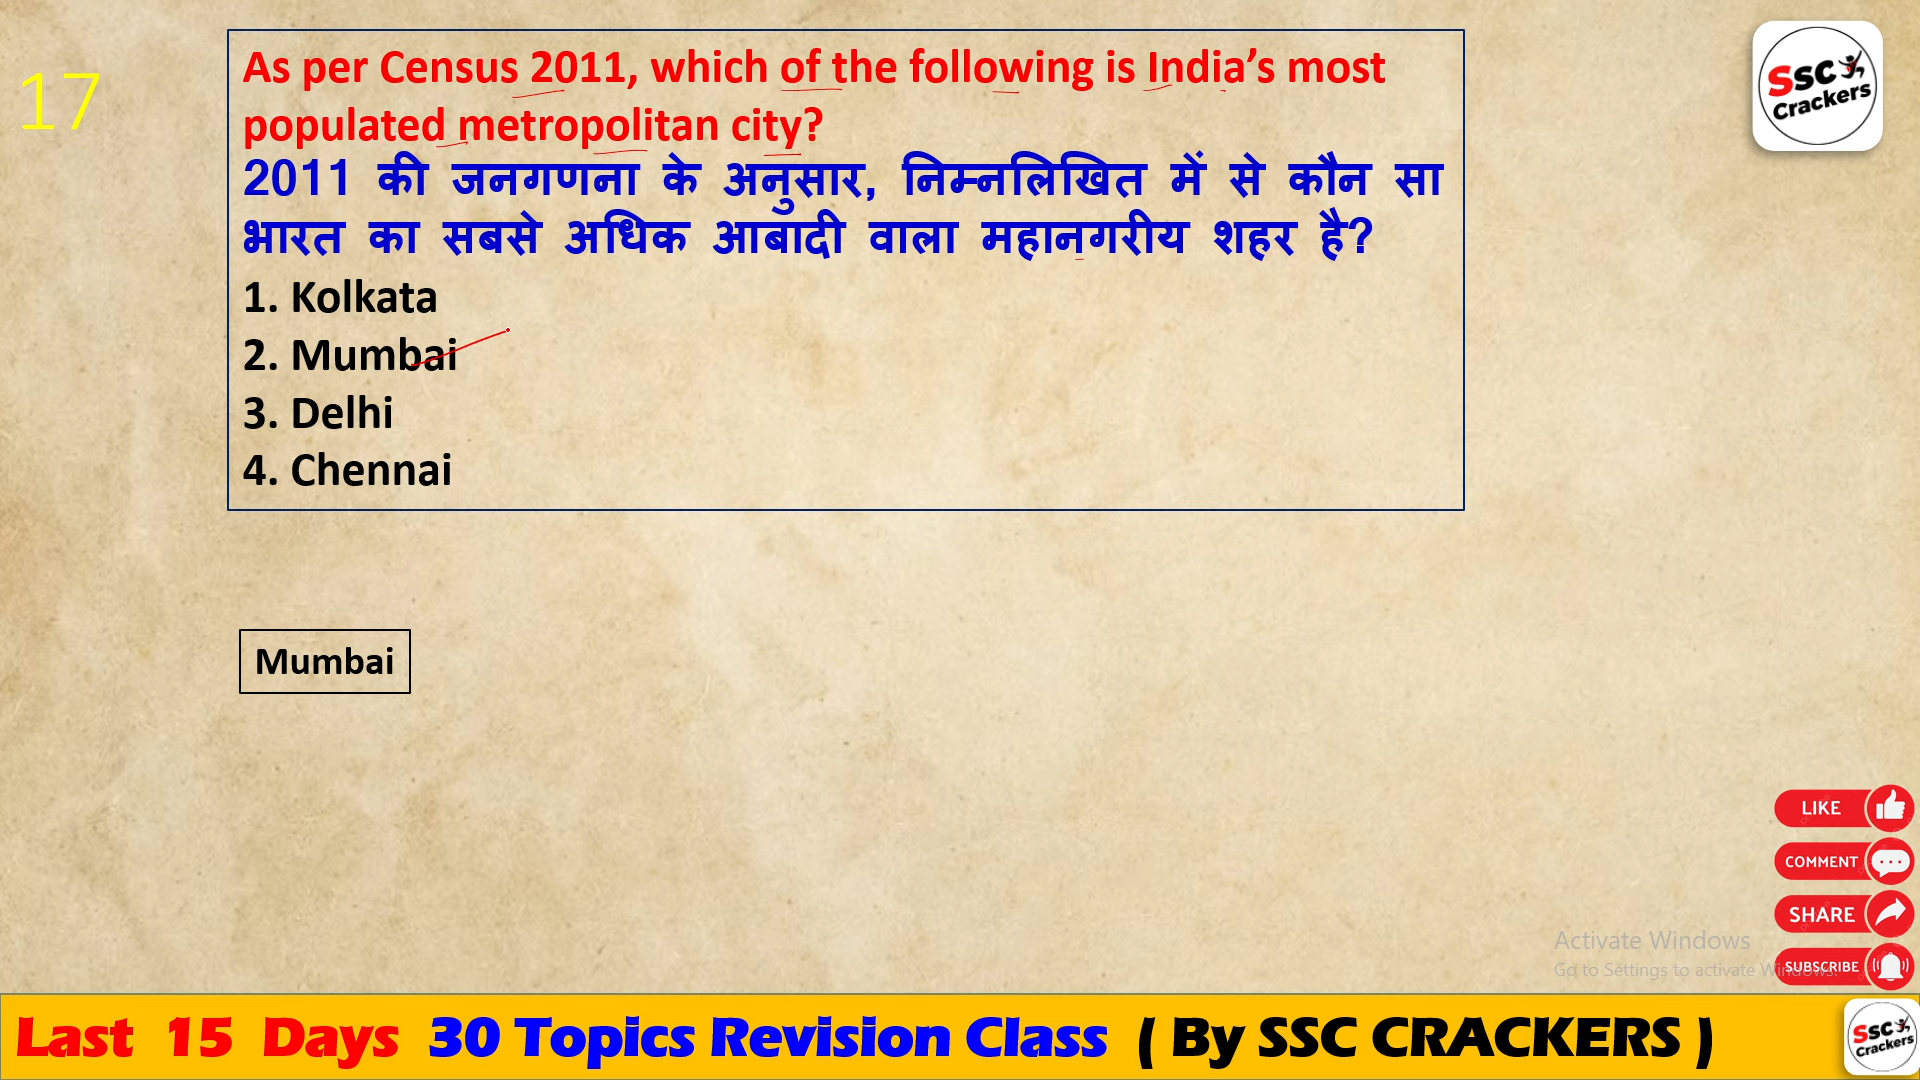 17
As per Census 2011, which of the following is India’s most
populated metropolitan city?
2011 की जनगणना के अनुसार, निम्नलिखित में से कौन सा
भारत का सबसे अधिक आबादी वाला महानगरीय शहर है?
1. Kolkata
2. Mumbai
3. Delhi
4. Chennai
Mumbai
SSC
Crackers
LIKE
COMMENT
SHARE
SUBSCRIBE
Activate Windows
Go to Settings to activate Windows.
Last 15 Days 30 Topics Revision Class ( By SSC CRACKERS )
SSC
Crackers